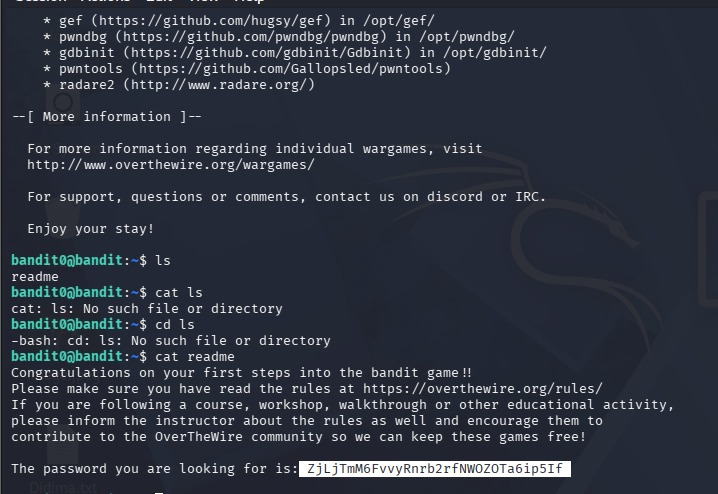 * gef (https://github.com/hugsy/gef) in /opt/gef/
* pwndbg (https://github.com/pwndbg/pwndbg) in /opt/pwndbg/
* gdbinit (https://github.com/gdbinit/Gdbinit) in /opt/gdbinit/
* pwntools (https://github.com/Gallopsled/pwntools)
* radare2 (http://www.radare.org/)
--[ More information ]--
For more information regarding individual wargames, visit
http://www.overthewire.org/wargames/
For support, questions or comments, contact us on discord or IRC.
Enjoy your stay!
bandit0@bandit:~$ ls
readme
bandit0@bandit:~$ cat ls
cat: ls: No such file or directory
bandit0@bandit:~$ cd ls
-bash: cd: ls: No such file or directory
bandit0@bandit:~$ cat readme
Congratulations on your first steps into the bandit game!!
Please make sure you have read the rules at https://overthewire.org/rules/
If you are following a course, workshop, walkthrough or other educational activity,
please inform the instructor about the rules as well and encourage them to
contribute to the OverTheWire community so we can keep these games free!
The password you are looking for is: ZjLjTmM6FvvyRnrb2rfNWOZOTa6ip5If